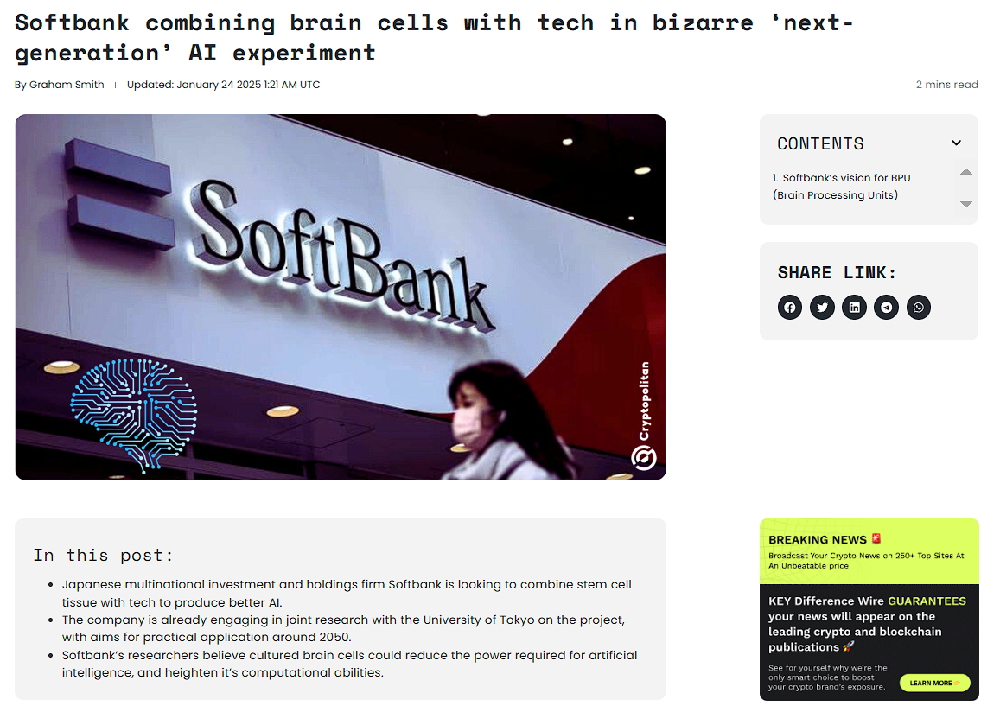 Softbank combining brain cells with tech in bizarre ‘next-
generation’ AI experiment
By Graham Smith
Updated: January 24 2025 1:21 AM UTC
2 mins read
SoftBank
Cryptopolitan
CONTENTS
1. Softbank’s vision for BPU
(Brain Processing Units)
SHARE LINK:
In this post:
Japanese multinational investment and holdings firm Softbank is looking to combine stem cell
tissue with tech to produce better AI.
The company is already engaging in joint research with the University of Tokyo on the project,
with aims for practical application around 2050.
Softbank’s researchers believe cultured brain cells could reduce the power required for artificial
intelligence, and heighten it’s computational abilities.
BREAKING NEWS 🚨
Broadcast Your Crypto News on 250+ Top Sites At
An Unbeatable price
KEY Difference Wire GUARANTEES
your news will appear on the
leading crypto and blockchain
publications 🚀
See for yourself why we’re the
only smart choice to boost
your crypto brand’s exposure.
LEARN MORE